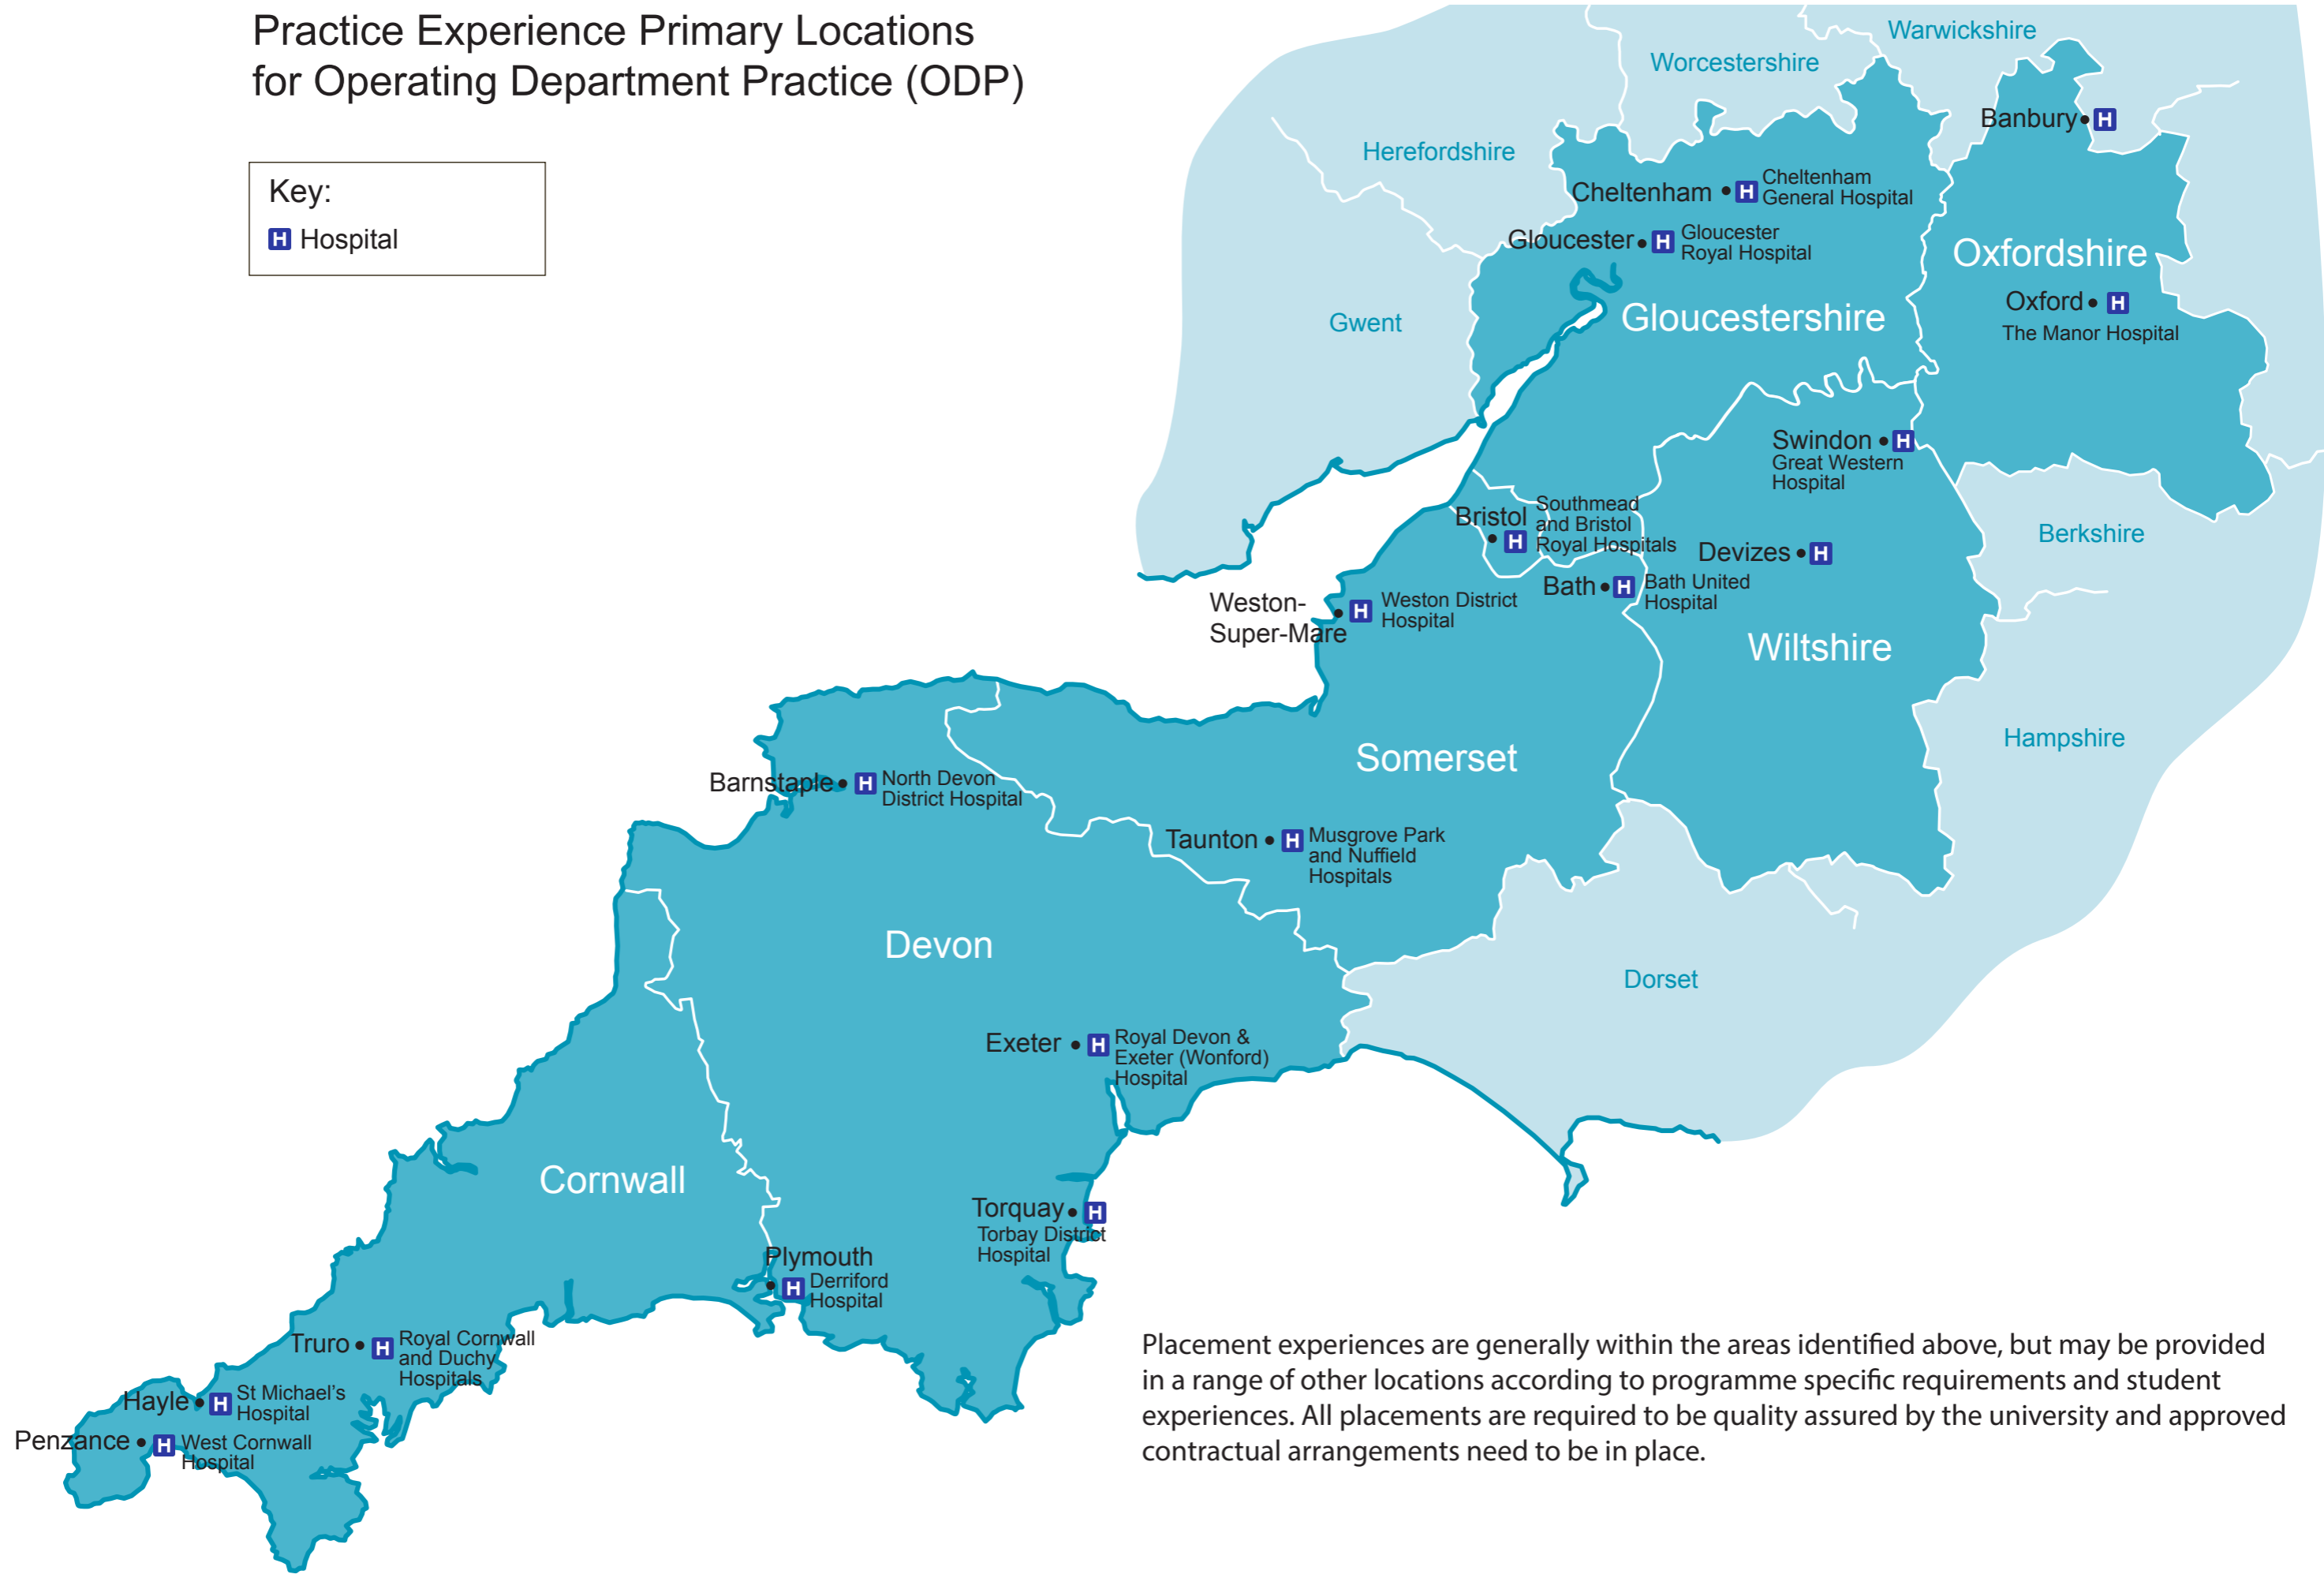 Practice Experience Primary Locations
for Operating Department Practice (ODP)
Key:
H Hospital
Warwickshire
Worcestershire
Herefordshire
Gwent
Banbury H
Cheltenham H Cheltenham
General Hospital
Gloucester H Gloucester
Royal Hospital
Gloucestershire
Oxfordshire
Oxford H
The Manor Hospital
Swindon H
Great Western
Hospital
Bristol H Southmead
and Bristol
Royal Hospitals
Devizes H
Berkshire
Bath H Bath United
Hospital
Weston-
Super-Mare
H Weston District
Hospital
Wiltshire
Hampshire
Somerset
Barnstaple H North Devon
District Hospital
Taunton H Musgrove Park
and Nuffield
Hospitals
Devon
Dorset
Exeter H Royal Devon &
Exeter (Wonford)
Hospital
Cornwall
Torquay H
Torbay District
Hospital
Plymouth
H Derriford
Hospital
Truro H Royal Cornwall
and Duchy
Hospitals
Hayle H St Michael’s
Hospital
Penzance H West Cornwall
Hospital
Placement experiences are generally within the areas identified above, but may be provided
in a range of other locations according to programme specific requirements and student
experiences. All placements are required to be quality assured by the university and approved
contractual arrangements need to be in place.